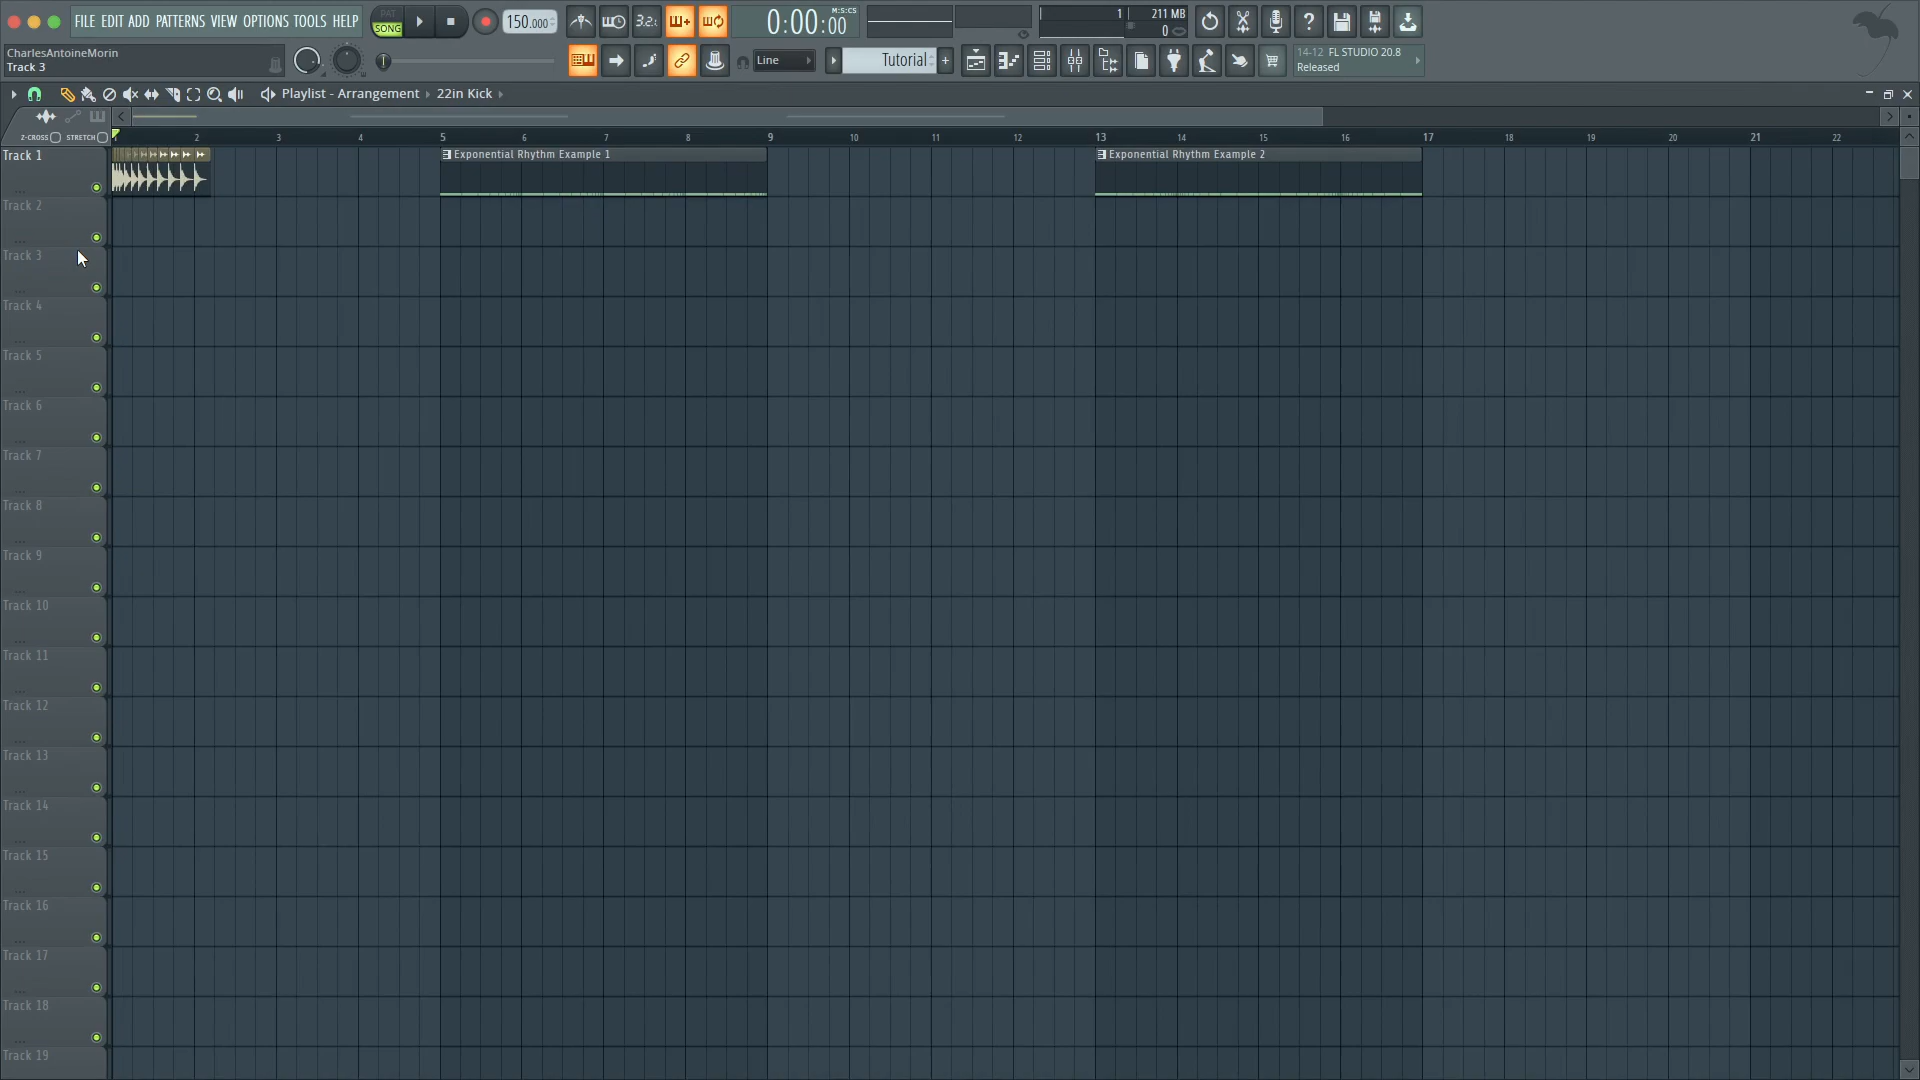 FILE EDIT ADD PATTERNS VIEW OPTIONS TOOLS HELP
PAT
SONG
150.000
3.2.
0:00:00
M:S:CS
1
211 MB
0
CharlesAntoineMorin
Track 3
Line
Tutorial
14-12 FL STUDIO 20.8
Released
Playlist - Arrangement
22in Kick
Z-CROSS
STRETCH
2 3 4 5 6 7 8 9 10 11 12 13 14 15 16 17 18 19 20 21 22
Track 1
Exponential Rhythm Example 1
Exponential Rhythm Example 2
Track 2
Track 3
Track 4
Track 5
Track 6
Track 7
Track 8
Track 9
Track 10
Track 11
Track 12
Track 13
Track 14
Track 15
Track 16
Track 17
Track 18
Track 19